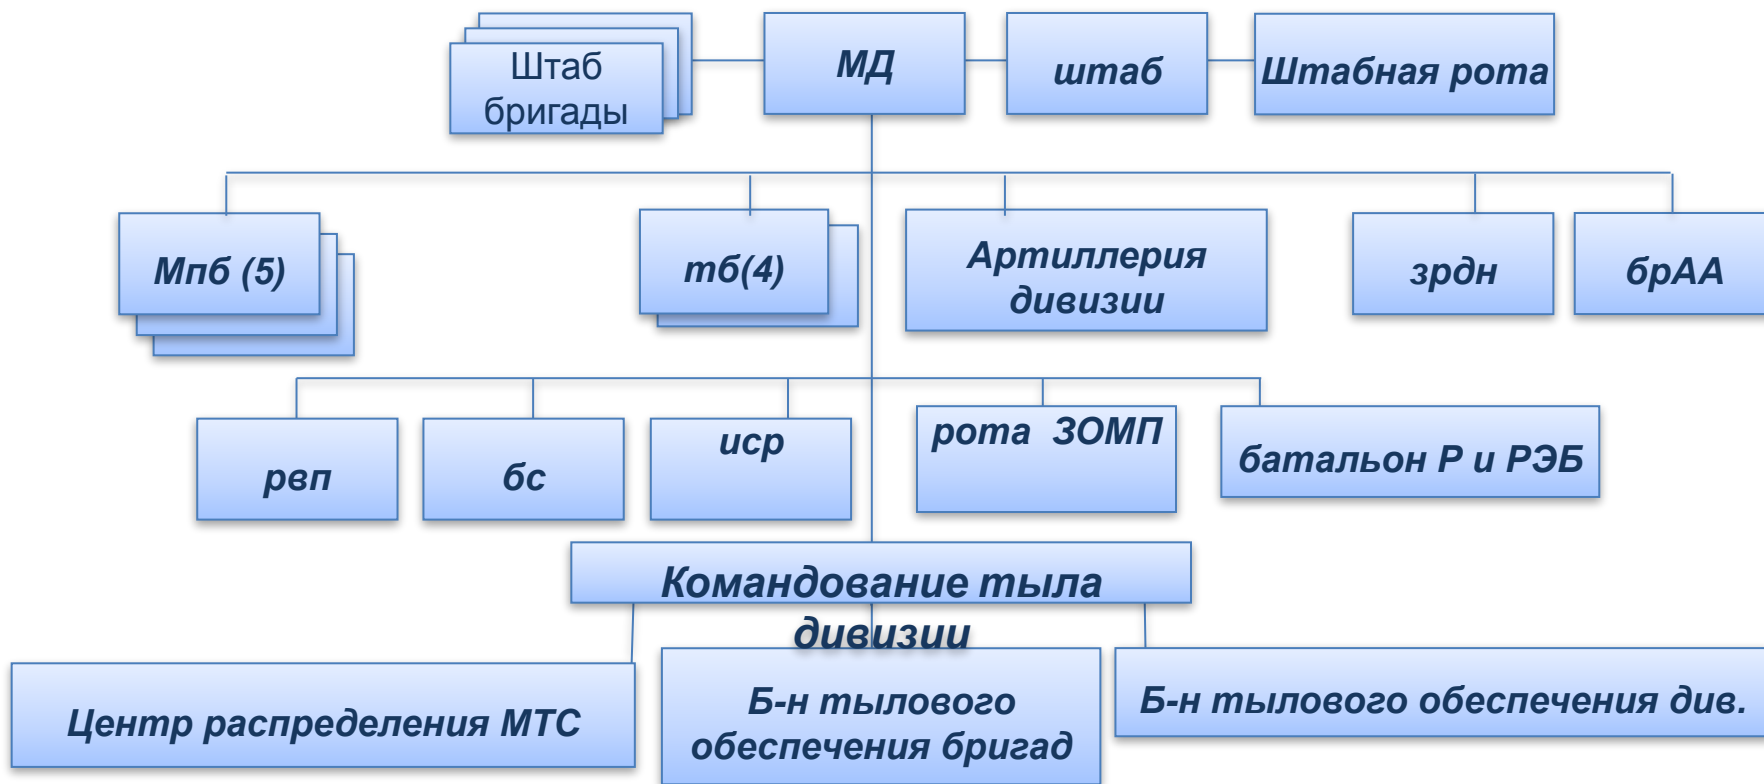 Штаб
бригады
МД
штаб
Штабная рота
Мпб (5)
тб(4)
Артиллерия
дивизии
зрдн
брАА
рвп
бс
иср
рота ЗОМП
батальон Р и РЭБ
Командование тыла
дивизии
Центр распределения МТС
Б-н тылового
обеспечения бригад
Б-н тылового обеспечения див.